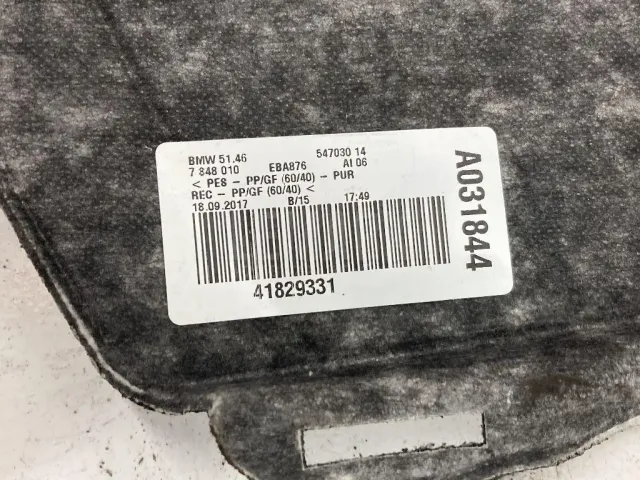 BMW 51.46 547030 14
7 848 010 EBA876 AI 06
< PES - PP/GF (60/40) - PUR
REC - PP/GF (60/40) <
18.09.2017 B/15 17:49
41829331
A031844